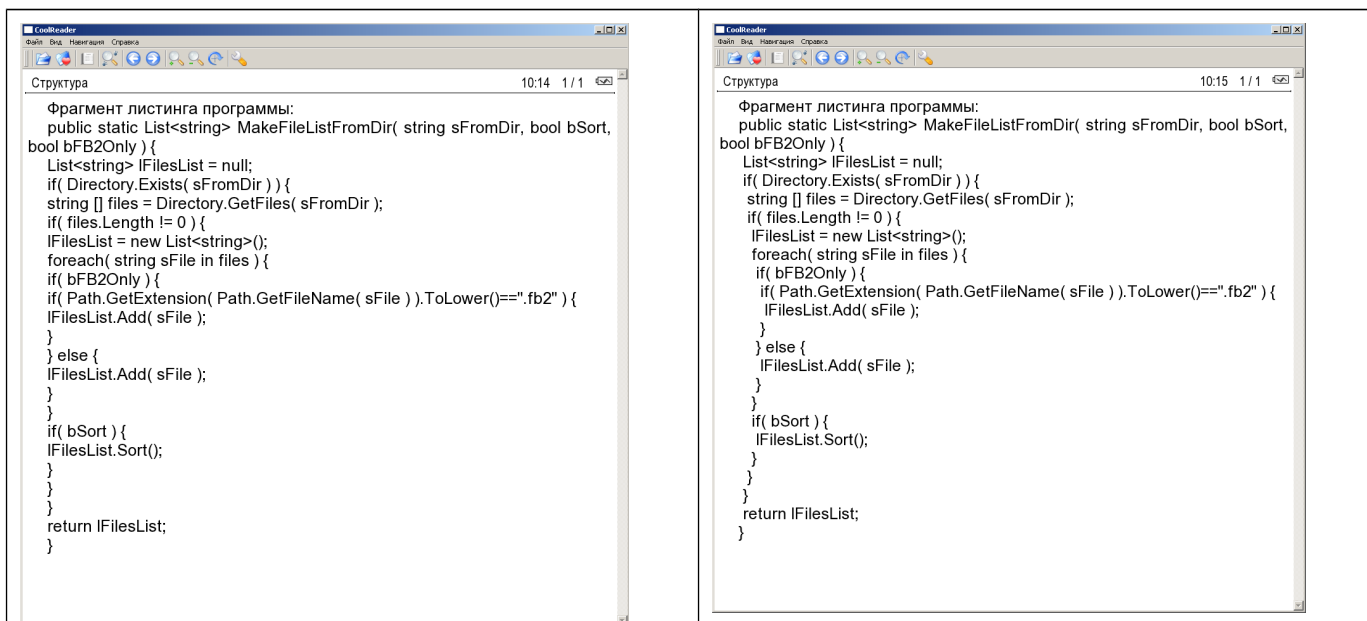 CoolReader
Файл Вид Навигация Справка
Структура 10:14 1 / 1
Фрагмент листинга программы:
public static List<string> MakeFileListFromDir( string sFromDir, bool bSort,
bool bFB2Only ) {
List<string> lFilesList = null;
if( Directory.Exists( sFromDir ) ) {
string [] files = Directory.GetFiles( sFromDir );
if( files.Length != 0 ) {
lFilesList = new List<string>();
foreach( string sFile in files ) {
if( bFB2Only ) {
if( Path.GetExtension( Path.GetFileName( sFile ) ).ToLower()==".fb2" ) {
lFilesList.Add( sFile );
}
} else {
lFilesList.Add( sFile );
}
}
if( bSort ) {
lFilesList.Sort();
}
}
}
return lFilesList;
}
CoolReader
Файл Вид Навигация Справка
Структура 10:15 1 / 1
Фрагмент листинга программы:
public static List<string> MakeFileListFromDir( string sFromDir, bool bSort,
bool bFB2Only ) {
List<string> lFilesList = null;
if( Directory.Exists( sFromDir ) ) {
string [] files = Directory.GetFiles( sFromDir );
if( files.Length != 0 ) {
lFilesList = new List<string>();
foreach( string sFile in files ) {
if( bFB2Only ) {
if( Path.GetExtension( Path.GetFileName( sFile ) ).ToLower()==".fb2" ) {
lFilesList.Add( sFile );
}
} else {
lFilesList.Add( sFile );
}
}
if( bSort ) {
lFilesList.Sort();
}
}
}
return lFilesList;
}